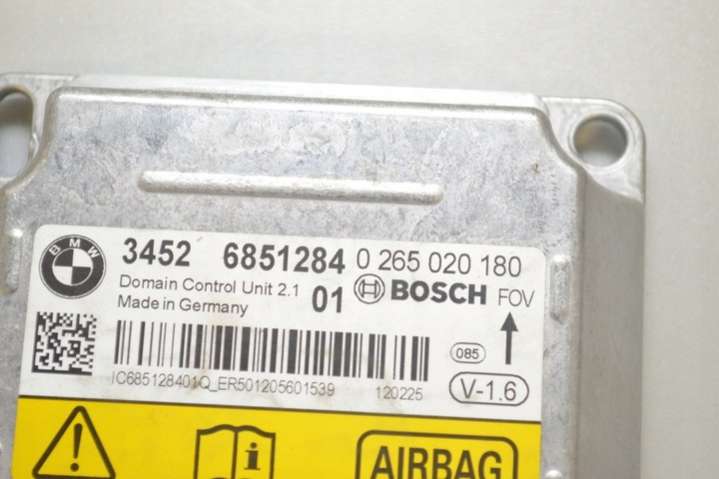 BMW
3452 6851284 0 265 020 180
Domain Control Unit 2.1 01 BOSCH FOV
Made in Germany
085
IC685128401Q_ER501205601539 120225 V-1.6
i AIRBAG